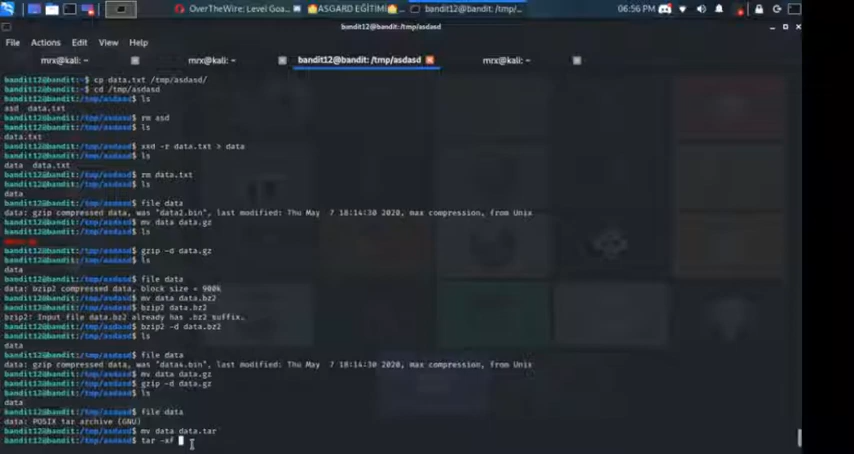 OverTheWire: Level Goa...
ASGARD EĞİTİMİ
bandit12@bandit: /tmp/...
06:56 PM
bandit12@bandit: /tmp/asdasd
File Actions Edit View Help
mrx@kali: ~ mrx@kali: ~ bandit12@bandit: /tmp/asdasd mrx@kali: ~
bandit12@bandit:~$ cp data.txt /tmp/asdasd/
bandit12@bandit:~$ cd /tmp/asdasd
bandit12@bandit:/tmp/asdasd$ ls
asd data.txt
bandit12@bandit:/tmp/asdasd$ rm asd
bandit12@bandit:/tmp/asdasd$ ls
data.txt
bandit12@bandit:/tmp/asdasd$ xxd -r data.txt > data
bandit12@bandit:/tmp/asdasd$ ls
data data.txt
bandit12@bandit:/tmp/asdasd$ rm data.txt
bandit12@bandit:/tmp/asdasd$ ls
data
bandit12@bandit:/tmp/asdasd$ file data
data: gzip compressed data, was "data2.bin", last modified: Thu May 7 18:14:30 2020, max compression, from Unix
bandit12@bandit:/tmp/asdasd$ mv data data.gz
bandit12@bandit:/tmp/asdasd$ ls
bandit12@bandit:/tmp/asdasd$ gzip -d data.gz
bandit12@bandit:/tmp/asdasd$ ls
data
bandit12@bandit:/tmp/asdasd$ file data
data: bzip2 compressed data, block size = 900k
bandit12@bandit:/tmp/asdasd$ mv data data.bz2
bandit12@bandit:/tmp/asdasd$ bzip2 data.bz2
bzip2: Input file data.bz2 already has .bz2 suffix.
bandit12@bandit:/tmp/asdasd$ bzip2 -d data.bz2
bandit12@bandit:/tmp/asdasd$ ls
data
bandit12@bandit:/tmp/asdasd$ file data
data: gzip compressed data, was "data4.bin", last modified: Thu May 7 18:14:30 2020, max compression, from Unix
bandit12@bandit:/tmp/asdasd$ mv data data.gz
bandit12@bandit:/tmp/asdasd$ gzip -d data.gz
bandit12@bandit:/tmp/asdasd$ ls
data
bandit12@bandit:/tmp/asdasd$ file data
data: POSIX tar archive (GNU)
bandit12@bandit:/tmp/asdasd$ mv data data.tar
bandit12@bandit:/tmp/asdasd$ tar -xf